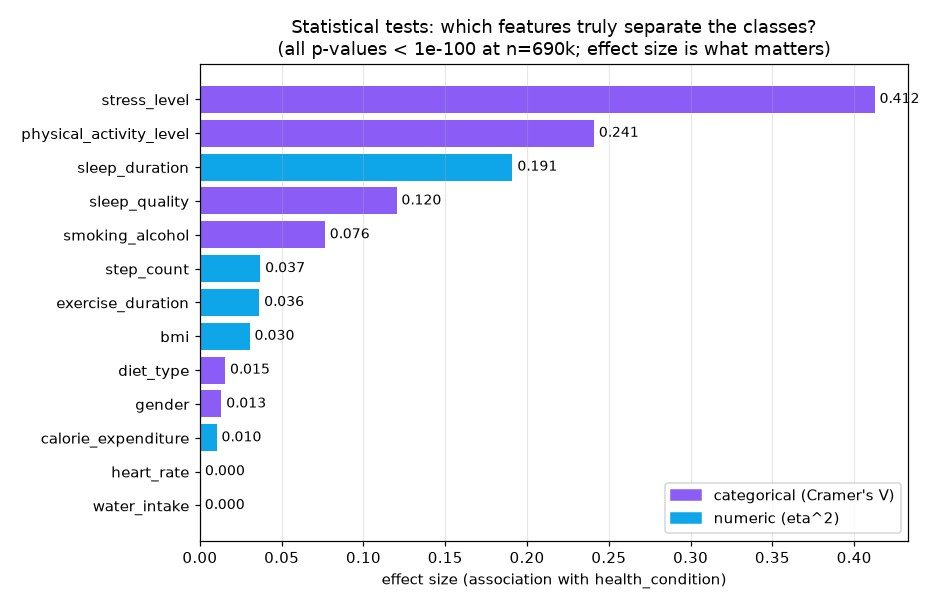 Statistical tests: which features truly separate the classes?
(all p-values < 1e-100 at n=690k; effect size is what matters)
stress_level 0.412
physical_activity_level 0.241
sleep_duration 0.191
sleep_quality 0.120
smoking_alcohol 0.076
step_count 0.037
exercise_duration 0.036
bmi 0.030
diet_type 0.015
gender 0.013
calorie_expenditure 0.010
heart_rate 0.000
water_intake 0.000
categorical (Cramer's V)
numeric (eta^2)
0.00 0.05 0.10 0.15 0.20 0.25 0.30 0.35 0.40
effect size (association with health_condition)